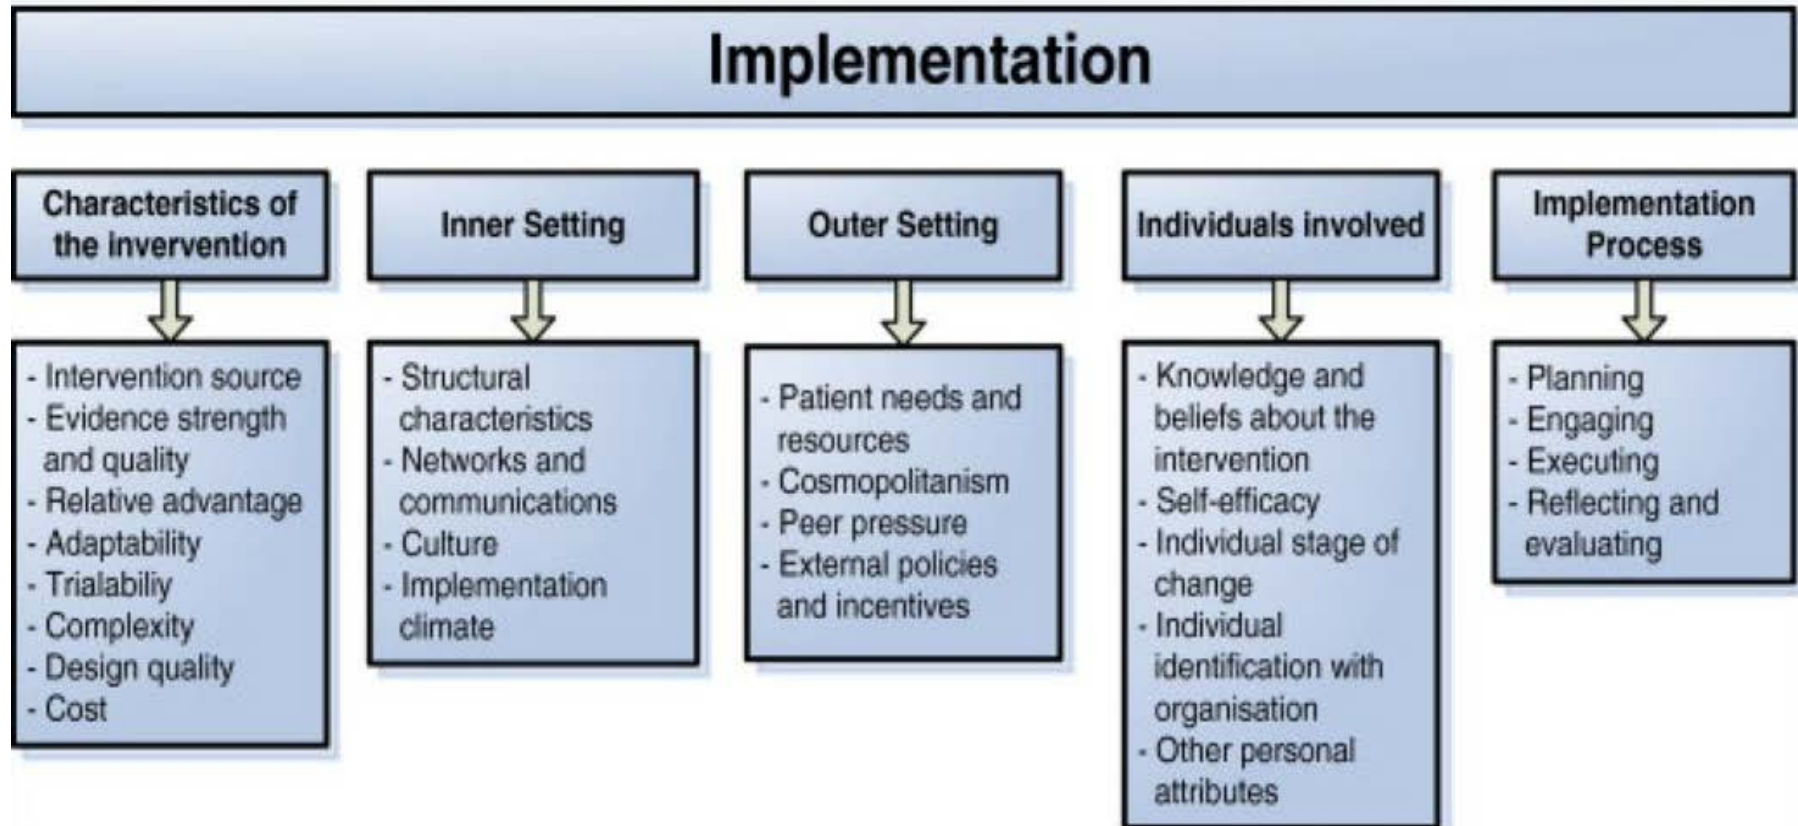 Implementation
Characteristics of
the invervention
Inner Setting
Outer Setting
Individuals involved
Implementation
Process
- Intervention source
- Evidence strength
and quality
- Relative advantage
- Adaptability
- Trialabiliy
- Complexity
- Design quality
- Cost
- Structural
characteristics
- Networks and
communications
- Culture
- Implementation
climate
- Patient needs and
resources
- Cosmopolitanism
- Peer pressure
- External policies
and incentives
- Knowledge and
beliefs about the
intervention
- Self-efficacy
- Individual stage of
change
- Individual
identification with
organisation
- Other personal
attributes
- Planning
- Engaging
- Executing
- Reflecting and
evaluating